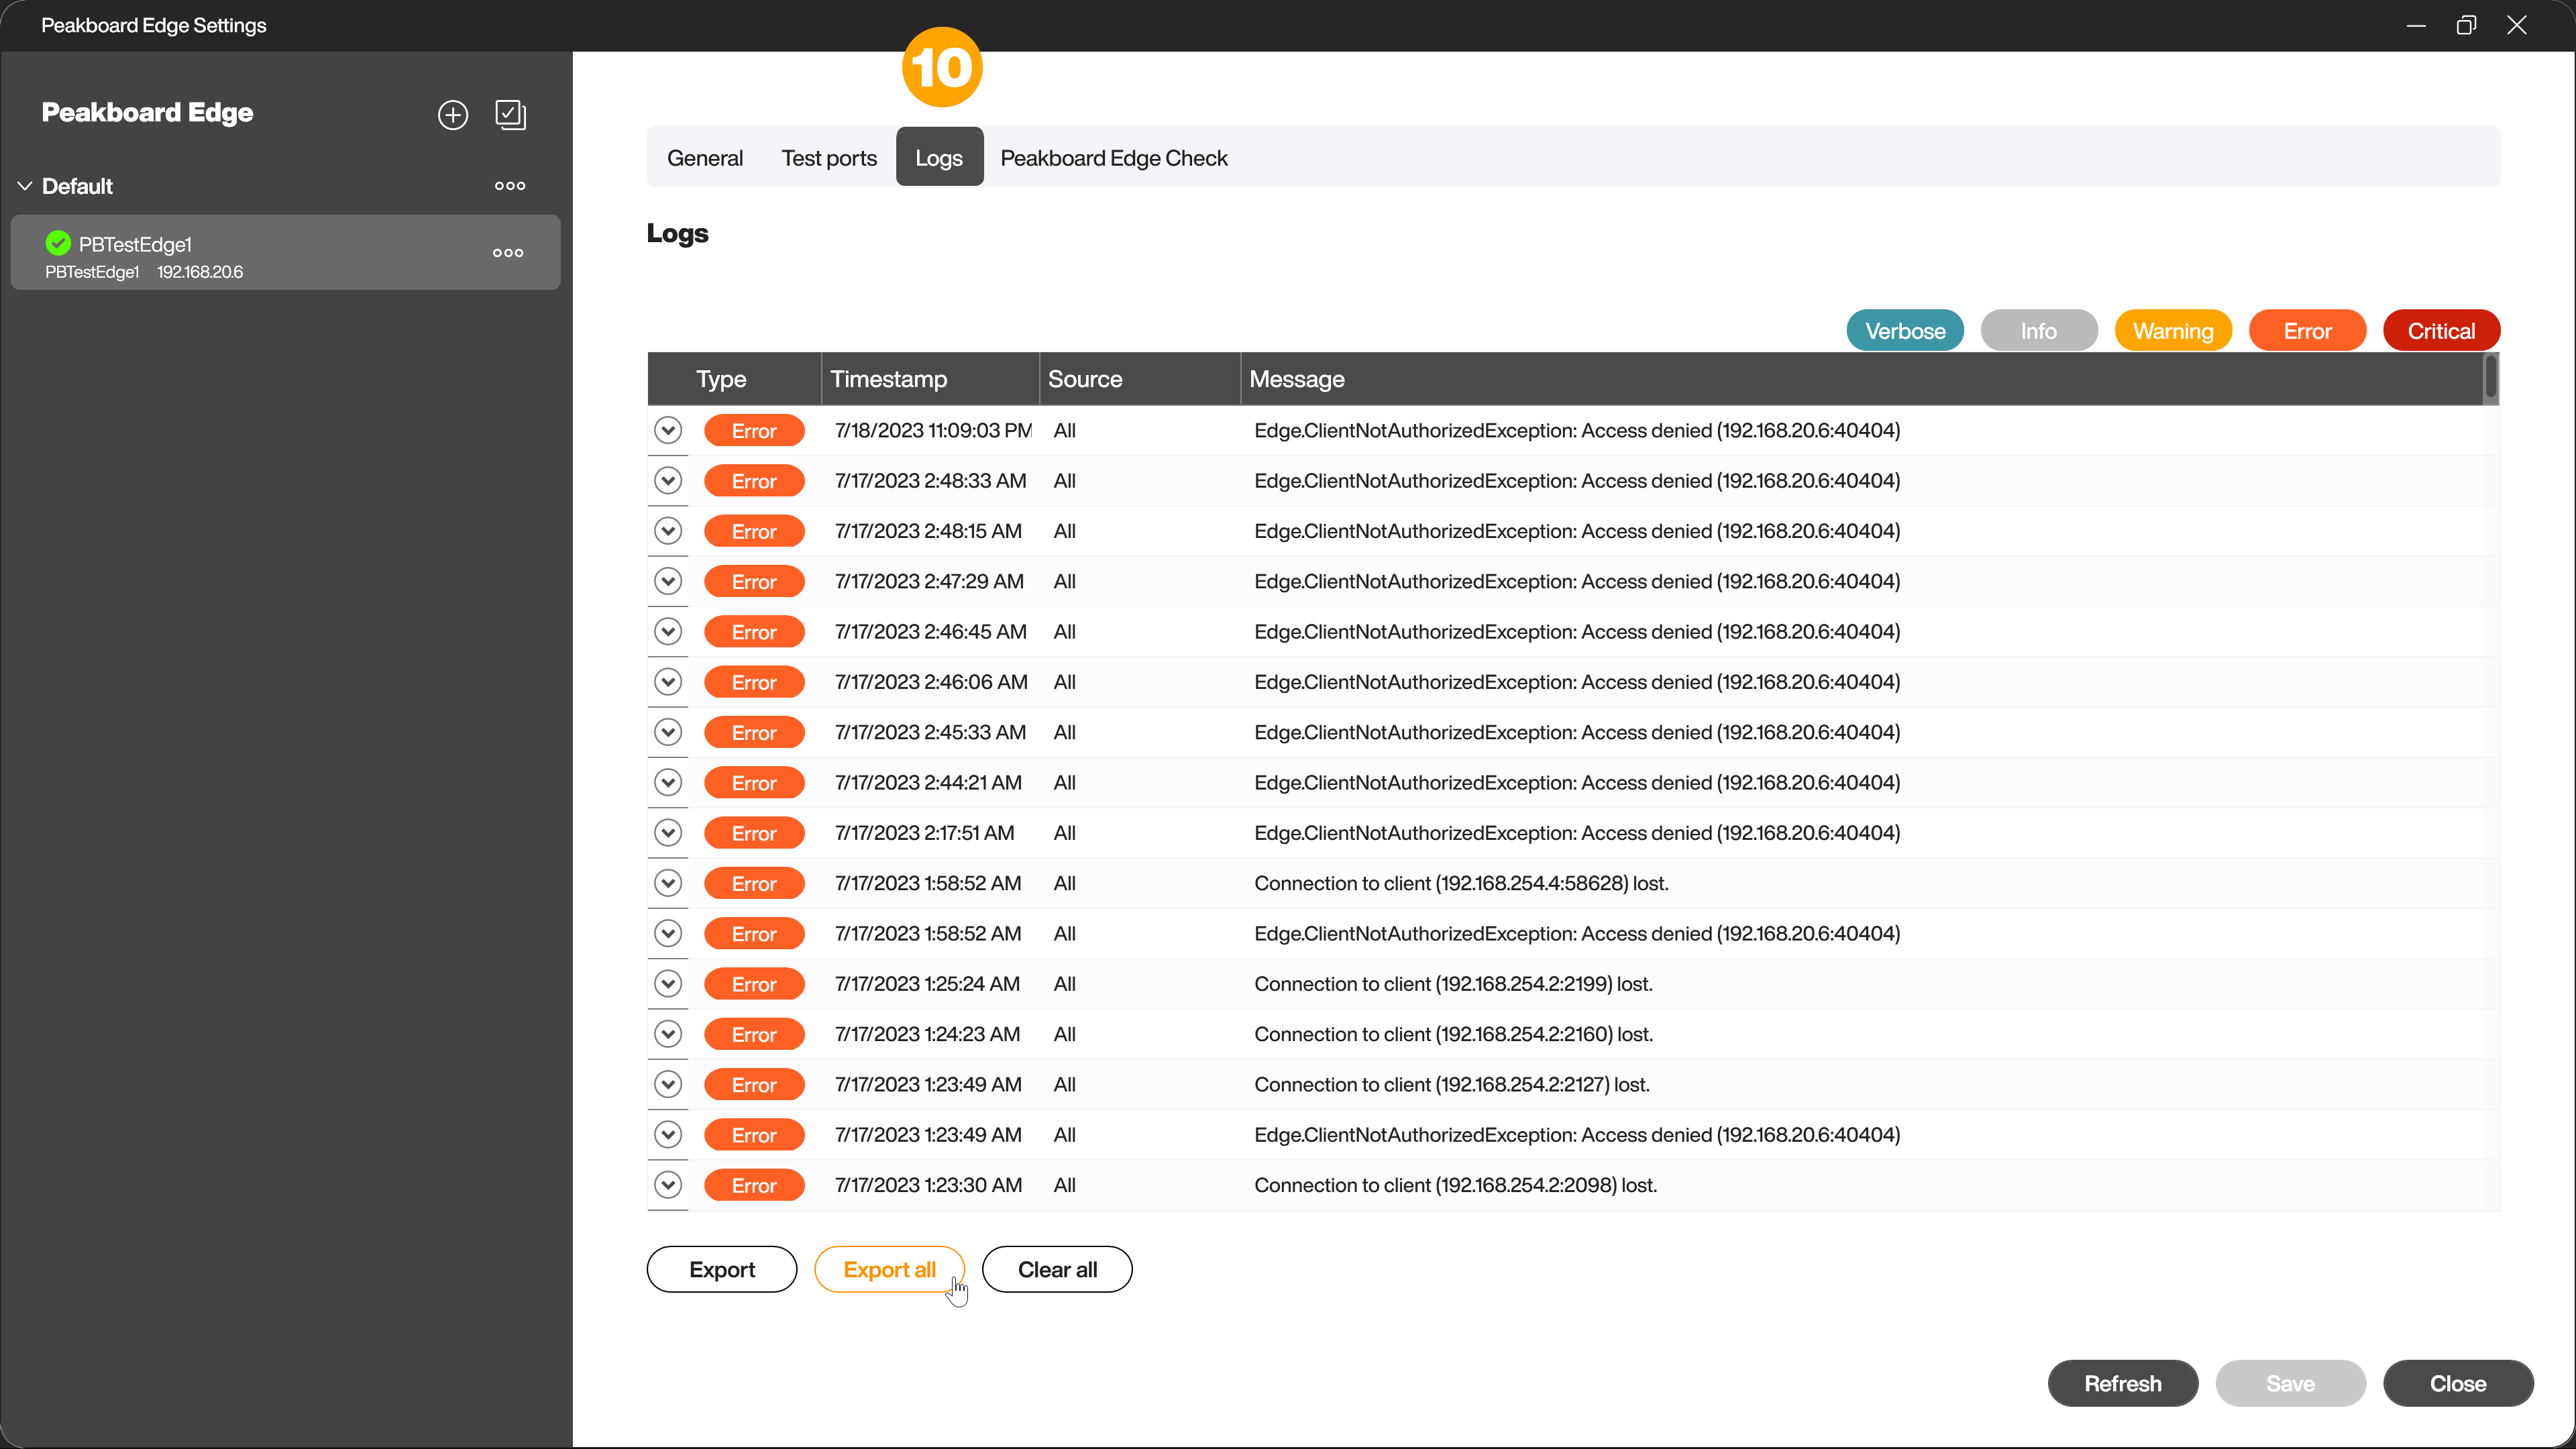 Peakboard Edge Settings
10
Peakboard Edge
General Test ports Logs Peakboard Edge Check
Default
Logs
PBTestEdge1
PBTestEdge1 192.168.20.6
Verbose Info Warning Error Critical
Type Timestamp Source Message
Error 7/18/2023 11:09:03 PM All Edge.ClientNotAuthorizedException: Access denied (192.168.20.6:40404)
Error 7/17/2023 2:48:33 AM All Edge.ClientNotAuthorizedException: Access denied (192.168.20.6:40404)
Error 7/17/2023 2:48:15 AM All Edge.ClientNotAuthorizedException: Access denied (192.168.20.6:40404)
Error 7/17/2023 2:47:29 AM All Edge.ClientNotAuthorizedException: Access denied (192.168.20.6:40404)
Error 7/17/2023 2:46:45 AM All Edge.ClientNotAuthorizedException: Access denied (192.168.20.6:40404)
Error 7/17/2023 2:46:06 AM All Edge.ClientNotAuthorizedException: Access denied (192.168.20.6:40404)
Error 7/17/2023 2:45:33 AM All Edge.ClientNotAuthorizedException: Access denied (192.168.20.6:40404)
Error 7/17/2023 2:44:21 AM All Edge.ClientNotAuthorizedException: Access denied (192.168.20.6:40404)
Error 7/17/2023 2:17:51 AM All Edge.ClientNotAuthorizedException: Access denied (192.168.20.6:40404)
Error 7/17/2023 1:58:52 AM All Connection to client (192.168.254.4:58628) lost.
Error 7/17/2023 1:58:52 AM All Edge.ClientNotAuthorizedException: Access denied (192.168.20.6:40404)
Error 7/17/2023 1:25:24 AM All Connection to client (192.168.254.2:2199) lost.
Error 7/17/2023 1:24:23 AM All Connection to client (192.168.254.2:2160) lost.
Error 7/17/2023 1:23:49 AM All Connection to client (192.168.254.2:2127) lost.
Error 7/17/2023 1:23:49 AM All Edge.ClientNotAuthorizedException: Access denied (192.168.20.6:40404)
Error 7/17/2023 1:23:30 AM All Connection to client (192.168.254.2:2098) lost.
Export Export all Clear all
Refresh Save Close